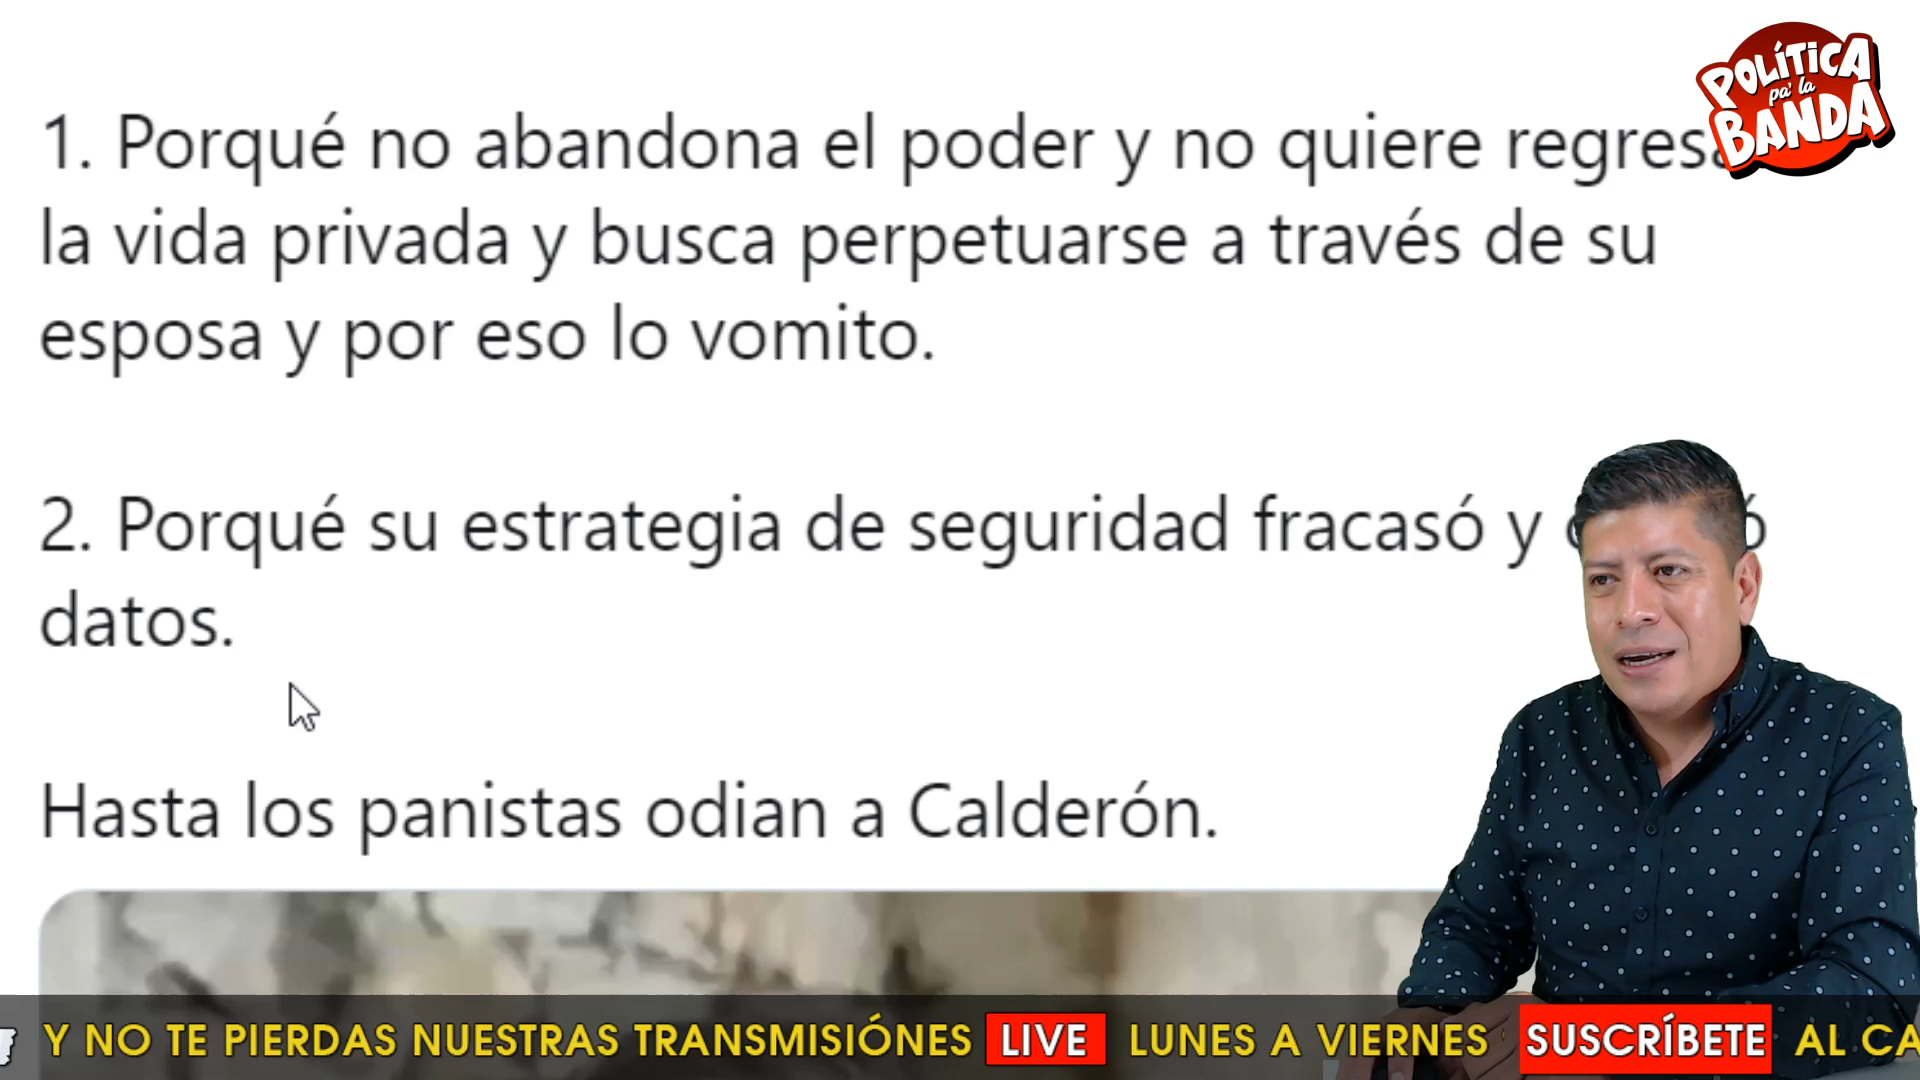 POLÍTICA
pa' la
BANDA
1. Porqué no abandona el poder y no quiere
la vida privada y busca perpetuarse a través de su
esposa y por eso lo vomito.
2. Porqué su estrategia de seguridad fracasó y
datos.
Hasta los panistas odian a Calderón.
Y NO TE PIERDAS NUESTRAS TRANSMISIÓNES LIVE LUNES A VIERNES SUSCRÍBETE AL